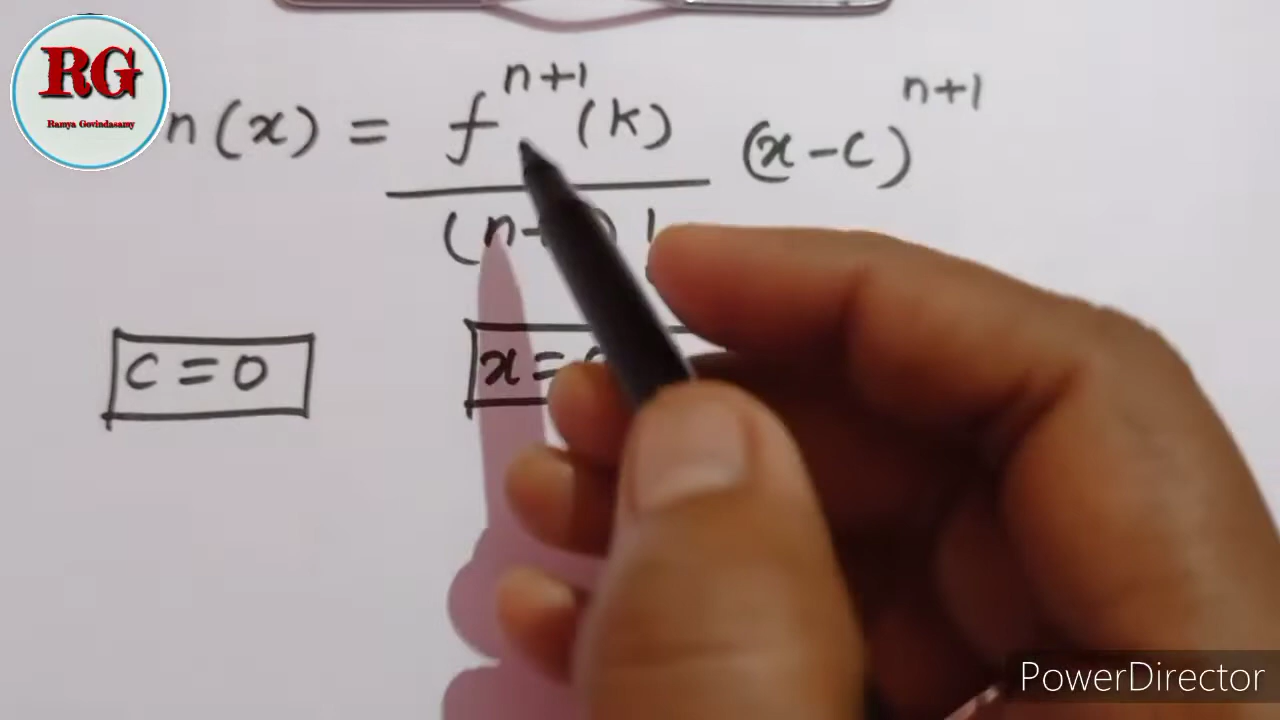 RG
Ramya Govindasamy
n(x) = f^{n+1}(k) (x-c)^{n+1}
(n+ ) !
c = 0
x =
PowerDirector